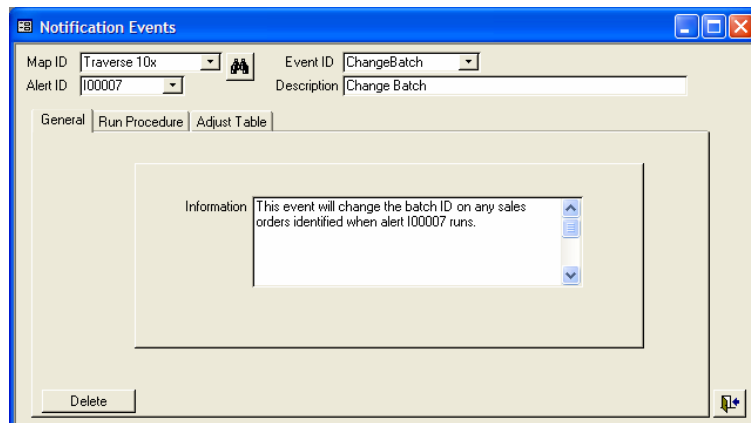 Notification Events
Map ID Traverse 10x Event ID ChangeBatch
Alert ID I00007 Description Change Batch
General Run Procedure Adjust Table
Information This event will change the batch ID on any sales
orders identified when alert I00007 runs.
Delete